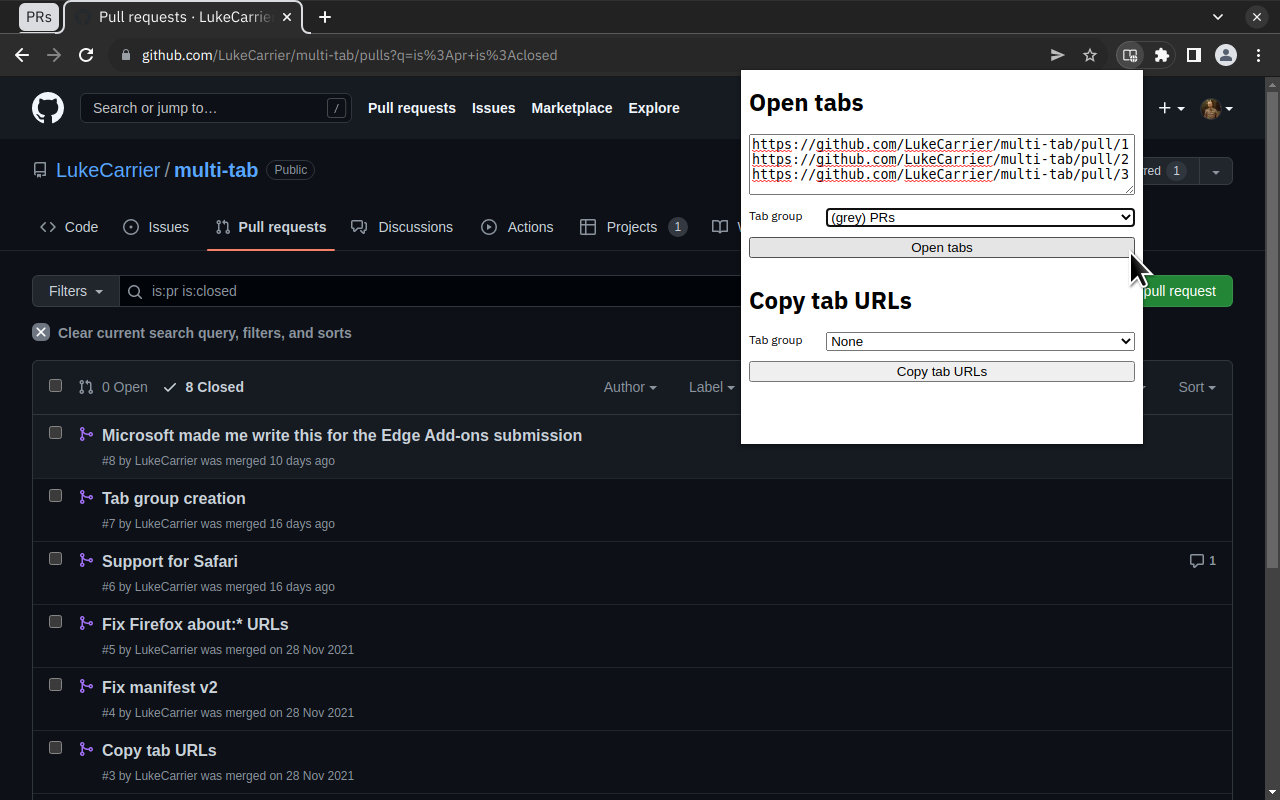 PRs
Pull requests · LukeCarrie
github.com/LukeCarrier/multi-tab/pulls?q=is%3Apr+is%3Aclosed
Search or jump to…
/
Pull requests
Issues
Marketplace
Explore
LukeCarrier / multi-tab
Public
red 1
Code
Issues
Pull requests
Discussions
Actions
Projects 1
Filters
is:pr is:closed
pull request
Clear current search query, filters, and sorts
0 Open
8 Closed
Author
Label
Sort
Microsoft made me write this for the Edge Add-ons submission
#8 by LukeCarrier was merged 10 days ago
Tab group creation
#7 by LukeCarrier was merged 16 days ago
Support for Safari
1
#6 by LukeCarrier was merged 16 days ago
Fix Firefox about:* URLs
#5 by LukeCarrier was merged on 28 Nov 2021
Fix manifest v2
#4 by LukeCarrier was merged on 28 Nov 2021
Copy tab URLs
#3 by LukeCarrier was merged on 28 Nov 2021
Open tabs
https://github.com/LukeCarrier/multi-tab/pull/1
https://github.com/LukeCarrier/multi-tab/pull/2
https://github.com/LukeCarrier/multi-tab/pull/3
Tab group
(grey) PRs
Open tabs
Copy tab URLs
Tab group
None
Copy tab URLs